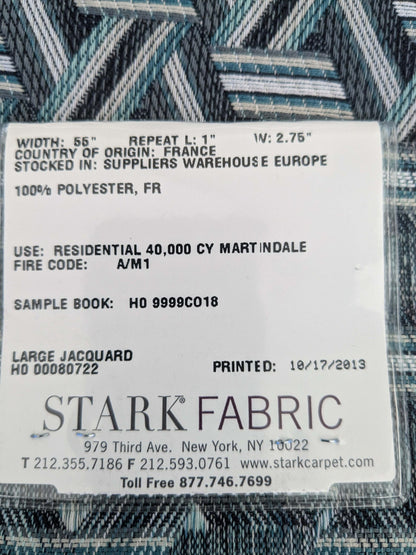 WIDTH: 55" REPEAT L: 1" W: 2.75"
COUNTRY OF ORIGIN: FRANCE
STOCKED IN: SUPPLIERS WAREHOUSE EUROPE
100% POLYESTER, FR
USE: RESIDENTIAL 40,000 CY MARTINDALE
FIRE CODE: A/M1
SAMPLE BOOK: HO 9999C018
LARGE JACQUARD
HO 00080722 PRINTED: 10/17/2013
STARK® FABRIC
979 Third Ave. New York, NY 10022
T 212.355.7186 F 212.593.0761 www.starkcarpet.com
Toll Free 877.746.7699